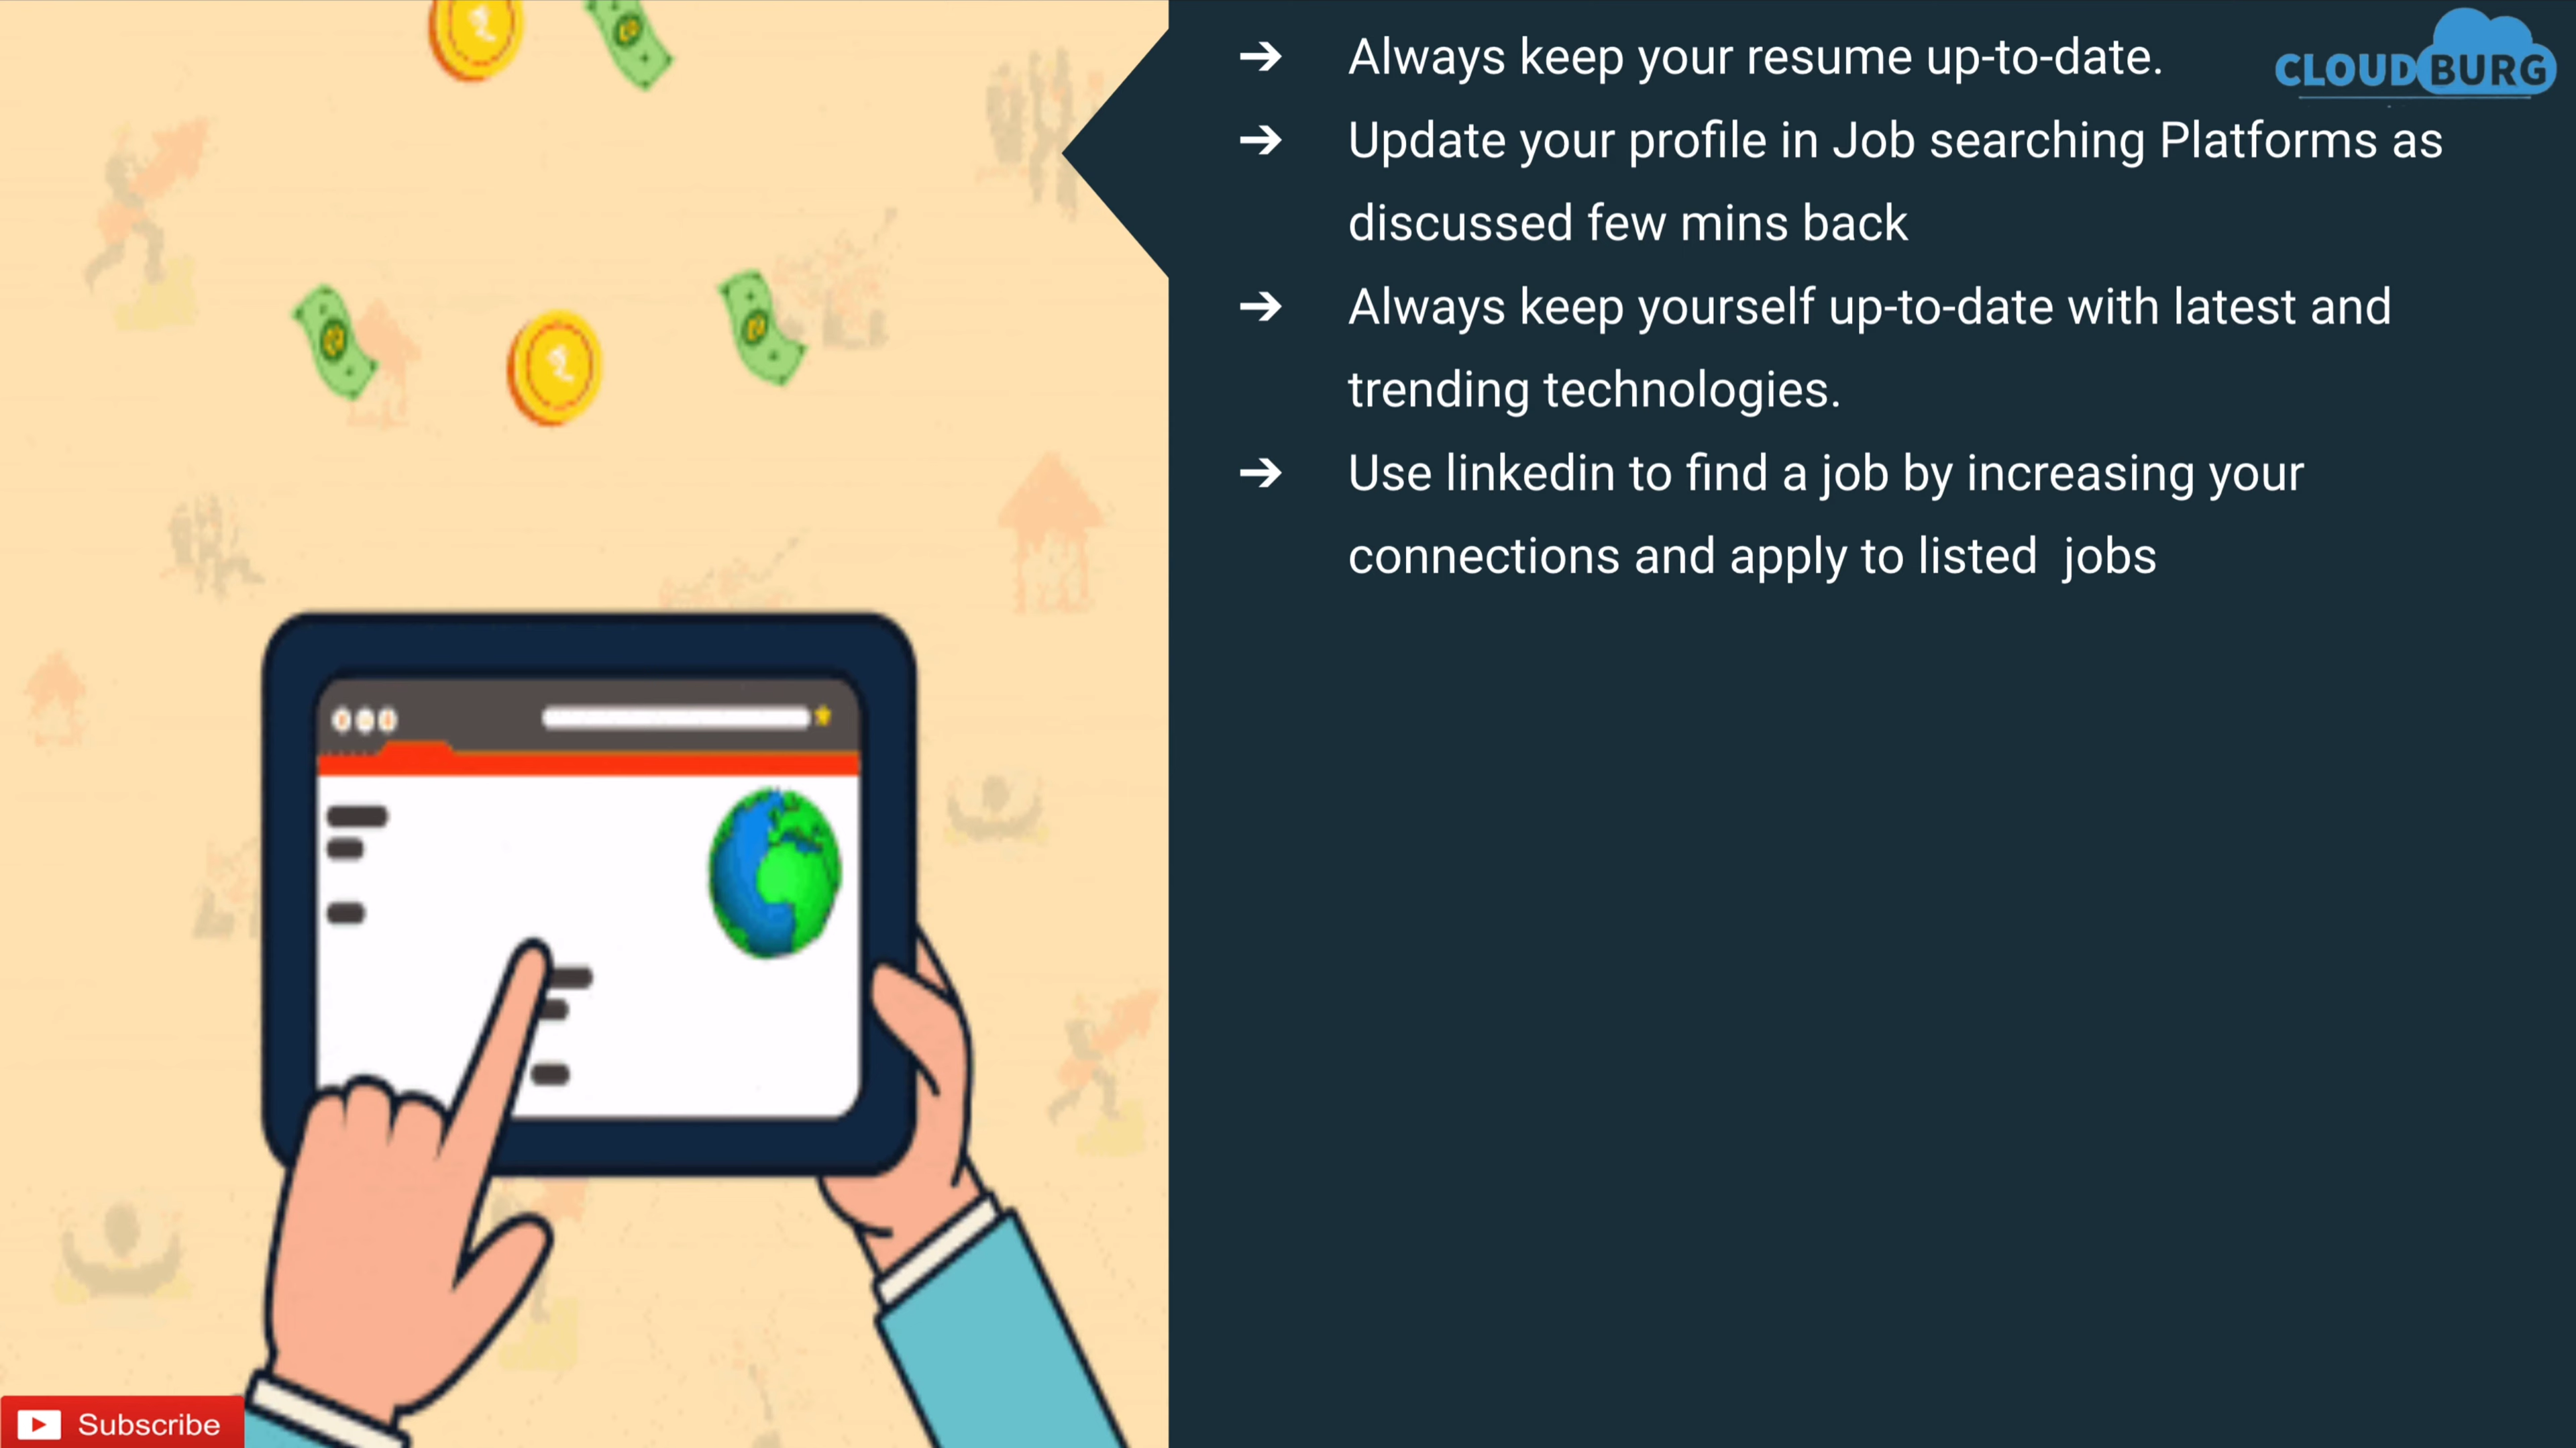 ➔ Always keep your resume up-to-date.
CLOUDBURG
➔ Update your profile in Job searching Platforms as
discussed few mins back
➔ Always keep yourself up-to-date with latest and
trending technologies.
➔ Use linkedin to find a job by increasing your
connections and apply to listed  jobs
Subscribe